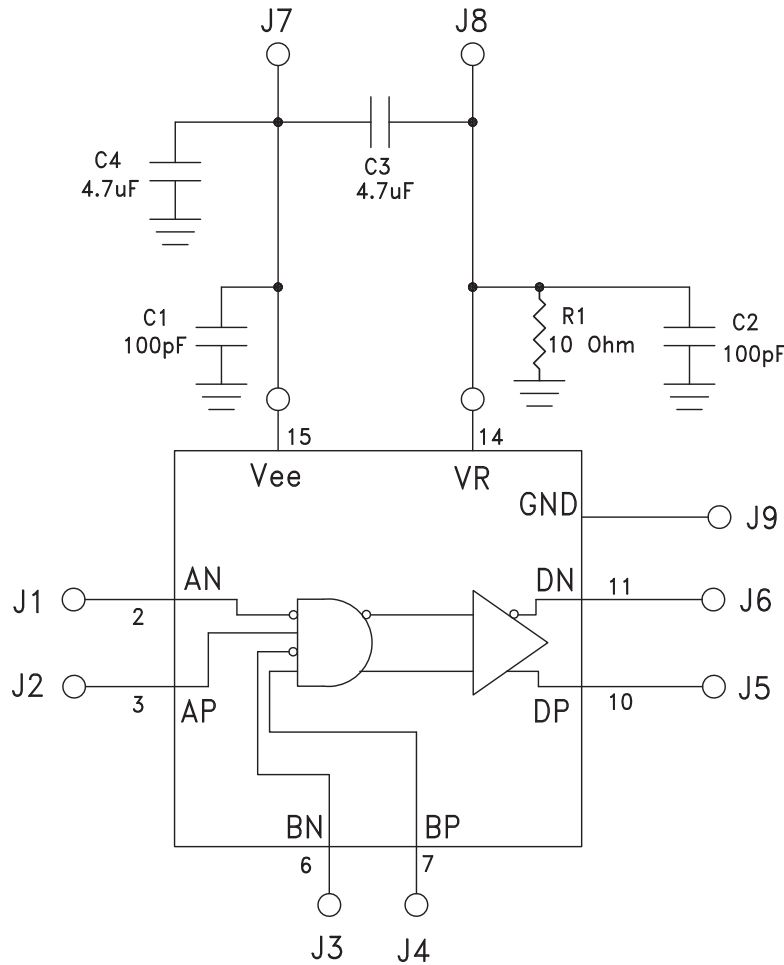 J7
J8
C4
4.7uF
C3
4.7uF
C1
100pF
R1
10 Ohm
C2
100pF
15
14
Vee
VR
GND
J9
J1
2
AN
DN
11
J6
J2
3
AP
DP
10
J5
BN
BP
6
7
J3
J4